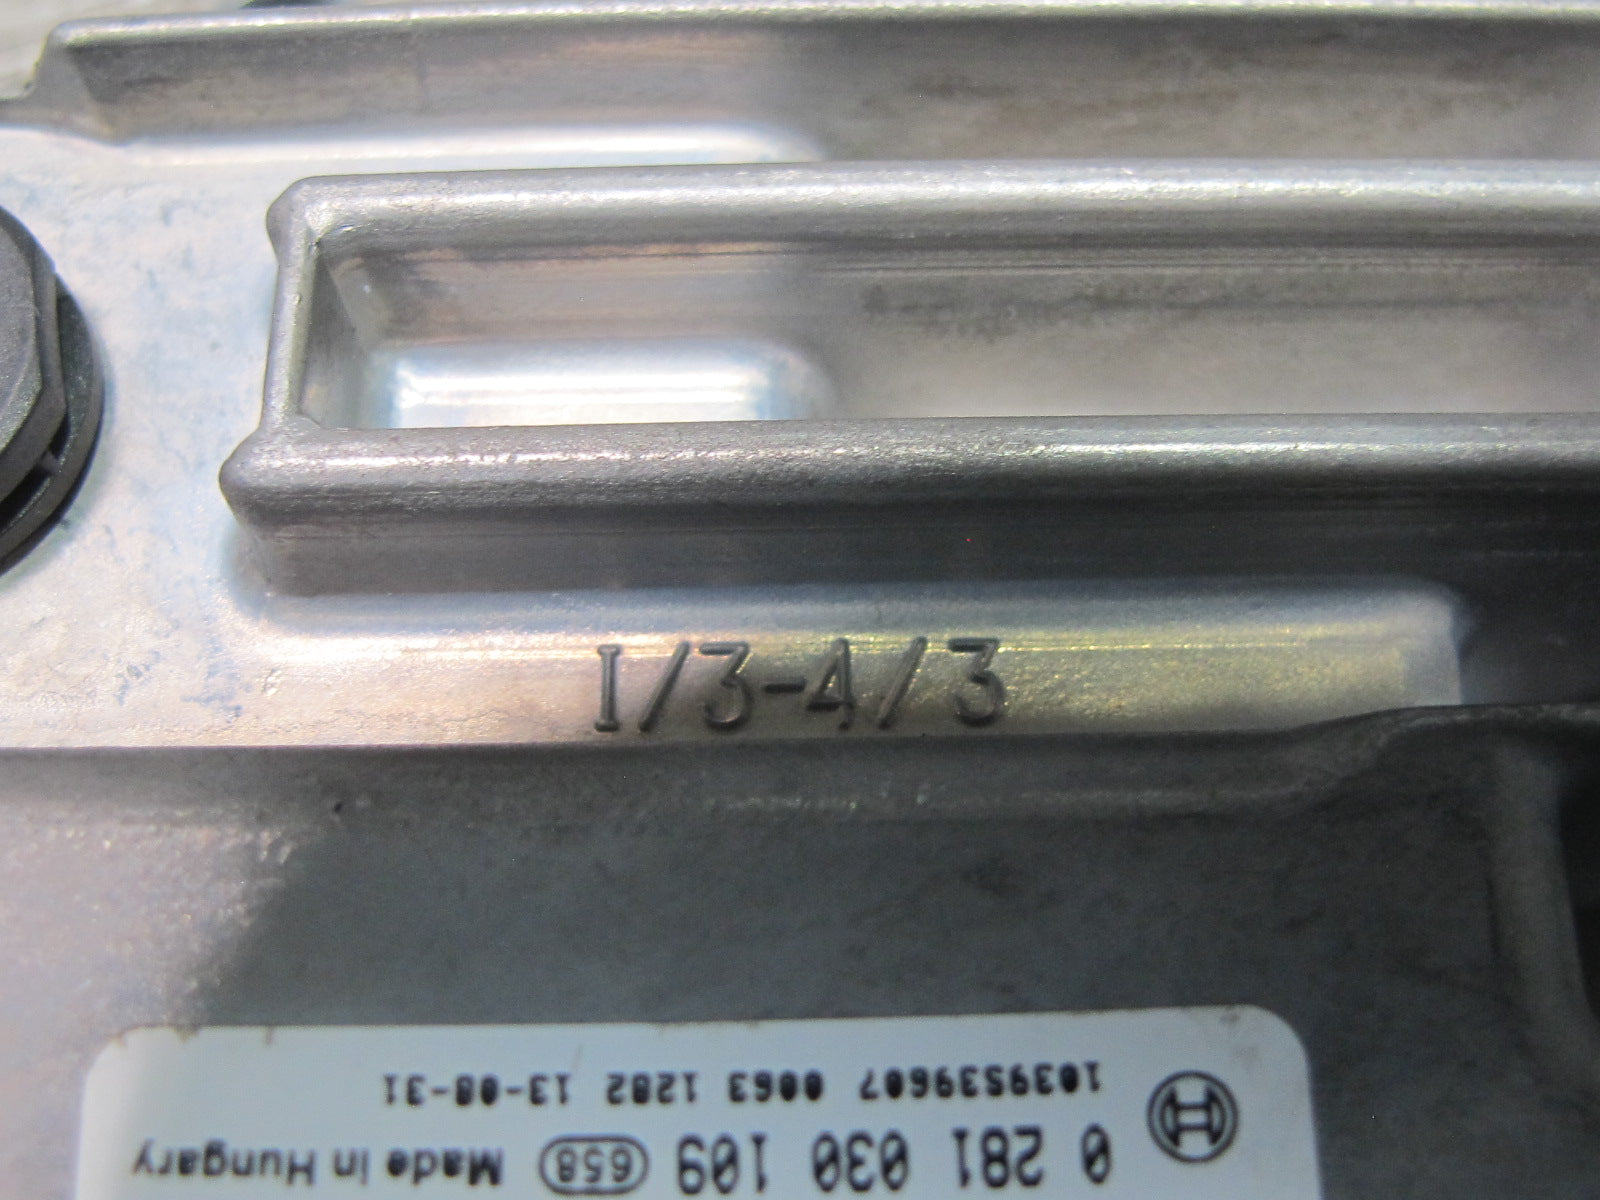 I/3-4/3
0 281 030 109 658 Made in Hungary
1039S39607 0063 1282 13-08-31